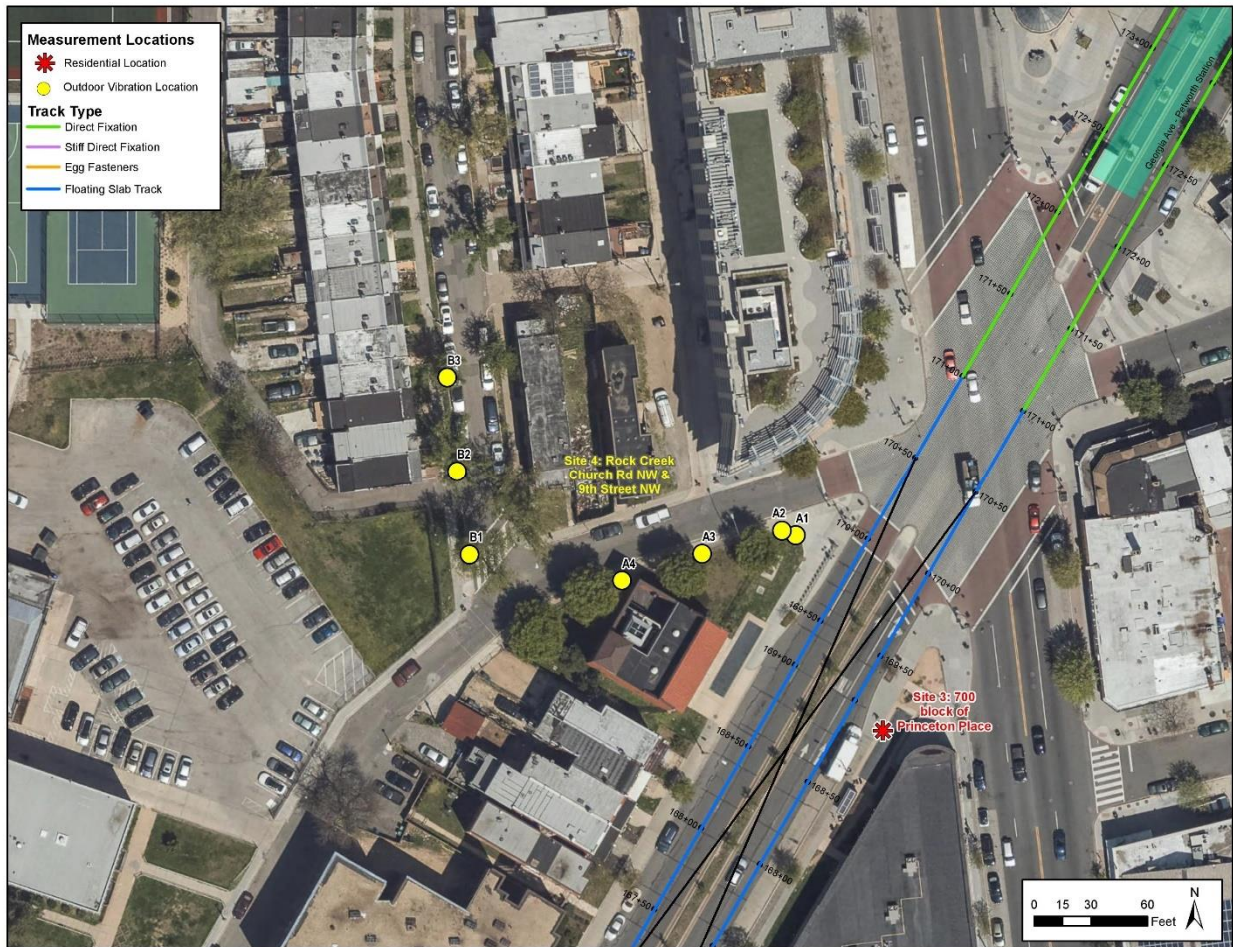 Measurement Locations
Residential Location
Outdoor Vibration Location
Track Type
Direct Fixation
Stiff Direct Fixation
Egg Fasteners
Floating Slab Track
173+00
172+50
Georgia Ave - Petworth Station
172+50
172+00
172+00
171+50
171+50
171+00
171+00
170+50
170+50
170+00
170+00
169+50
169+50
169+00
168+50
168+50
168+00
168+00
167+50
B3
B2
B1
Site 4: Rock Creek
Church Rd NW &
9th Street NW
A2
A1
A3
A4
Site 3: 700
block of
Princeton Place
N
0 15 30 60
Feet